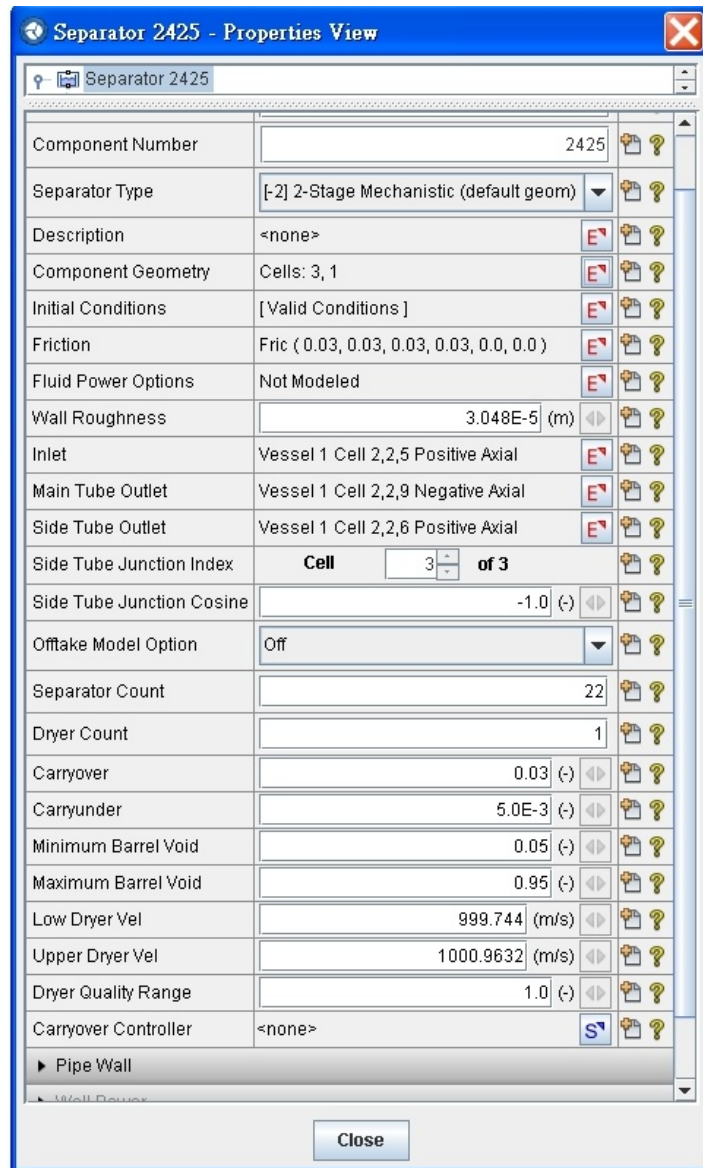 Separator 2425 - Properties View
Separator 2425
Component Number 2425
Separator Type [-2] 2-Stage Mechanistic (default geom)
Description <none> E
Component Geometry Cells: 3, 1 E
Initial Conditions [ Valid Conditions ] E
Friction Fric ( 0.03, 0.03, 0.03, 0.03, 0.0, 0.0 ) E
Fluid Power Options Not Modeled E
Wall Roughness 3.048E-5 (m)
Inlet Vessel 1 Cell 2,2,5 Positive Axial E
Main Tube Outlet Vessel 1 Cell 2,2,9 Negative Axial E
Side Tube Outlet Vessel 1 Cell 2,2,6 Positive Axial E
Side Tube Junction Index Cell 3 of 3
Side Tube Junction Cosine -1.0 (-)
Offtake Model Option Off
Separator Count 22
Dryer Count 1
Carryover 0.03 (-)
Carryunder 5.0E-3 (-)
Minimum Barrel Void 0.05 (-)
Maximum Barrel Void 0.95 (-)
Low Dryer Vel 999.744 (m/s)
Upper Dryer Vel 1000.9632 (m/s)
Dryer Quality Range 1.0 (-)
Carryover Controller <none> S
Pipe Wall
Wall Power
Close